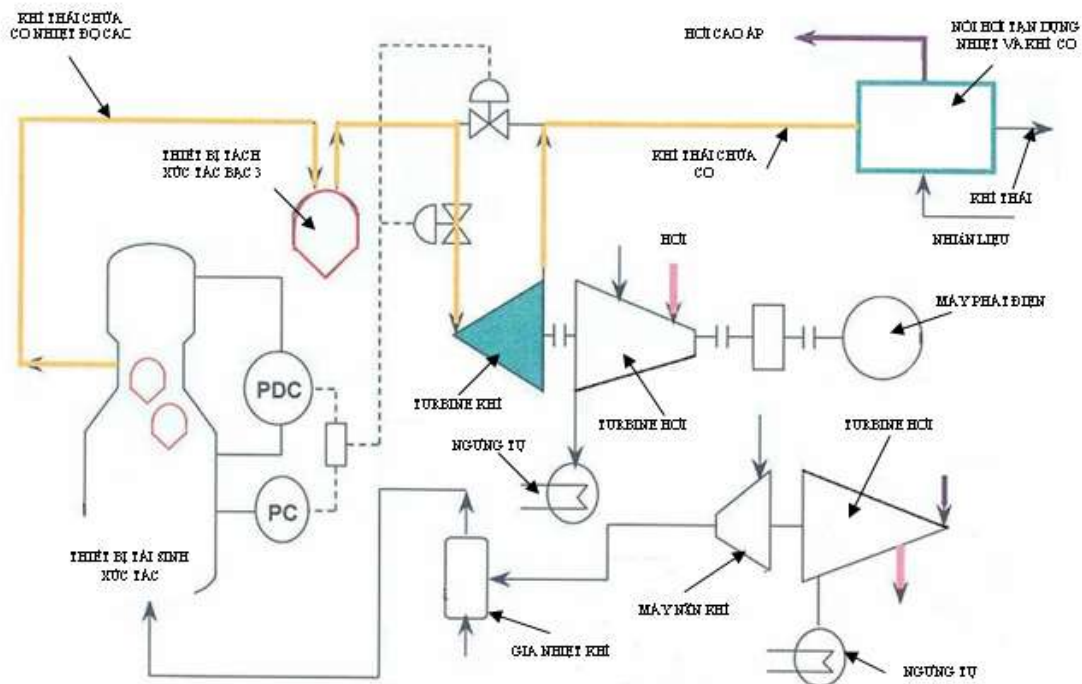 KHÍ THẢI CHỨA
CO NHIỆT ĐỘ CAO
HƠI CAO ÁP
NỒI HƠI TẬN DỤNG
NHIỆT VÀ KHÍ CO
THIẾT BỊ TÁCH
XÚC TÁC BẬC 3
KHÍ THẢI CHỨA
CO
KHÍ THẢI
NHIÊN LIỆU
HƠI
MÁY PHÁT ĐIỆN
PDC
TURBINE KHÍ
TURBINE HƠI
TURBINE HƠI
NGƯNG TỤ
PC
THIẾT BỊ TÁI SINH
XÚC TÁC
MÁY NÉN KHÍ
GIA NHIỆT KHÍ
NGƯNG TỤ